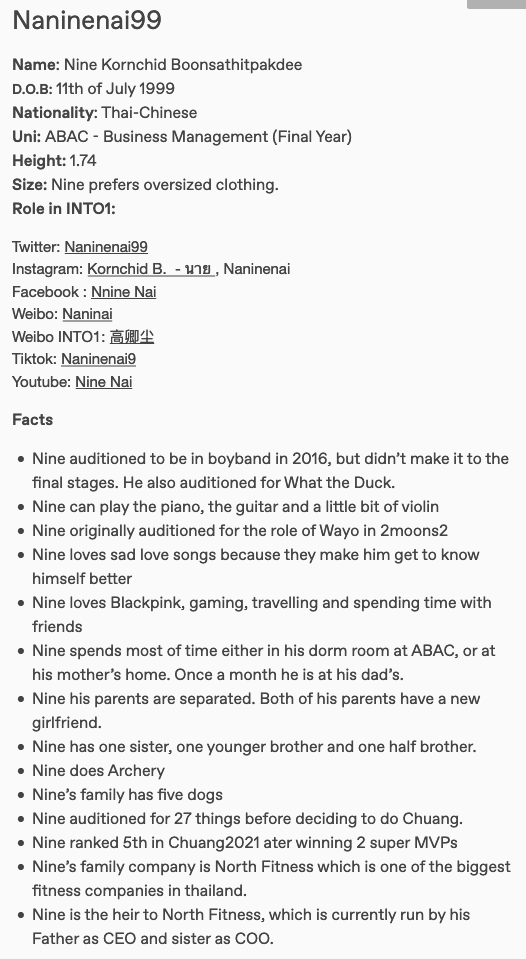 Naninenai99
Name: Nine Kornchid Boonsathitpakdee
D.O.B: 11th of July 1999
Nationality: Thai-Chinese
Uni: ABAC - Business Management (Final Year)
Height: 1.74
Size: Nine prefers oversized clothing.
Role in INTO1:
Twitter: Naninenai99
Instagram: Kornchid B. - นาย , Naninenai
Facebook : Nnine Nai
Weibo: Naninai
Weibo INTO1: 高卿尘
Tiktok: Naninenai9
Youtube: Nine Nai
Facts
• Nine auditioned to be in boyband in 2016, but didn’t make it to the
final stages. He also auditioned for What the Duck.
• Nine can play the piano, the guitar and a little bit of violin
• Nine originally auditioned for the role of Wayo in 2moons2
• Nine loves sad love songs because they make him get to know
himself better
• Nine loves Blackpink, gaming, travelling and spending time with
friends
• Nine spends most of time either in his dorm room at ABAC, or at
his mother’s home. Once a month he is at his dad’s.
• Nine his parents are separated. Both of his parents have a new
girlfriend.
• Nine has one sister, one younger brother and one half brother.
• Nine does Archery
• Nine’s family has five dogs
• Nine auditioned for 27 things before deciding to do Chuang.
• Nine ranked 5th in Chuang2021 ater winning 2 super MVPs
• Nine’s family company is North Fitness which is one of the biggest
fitness companies in thailand.
• Nine is the heir to North Fitness, which is currently run by his
Father as CEO and sister as COO.